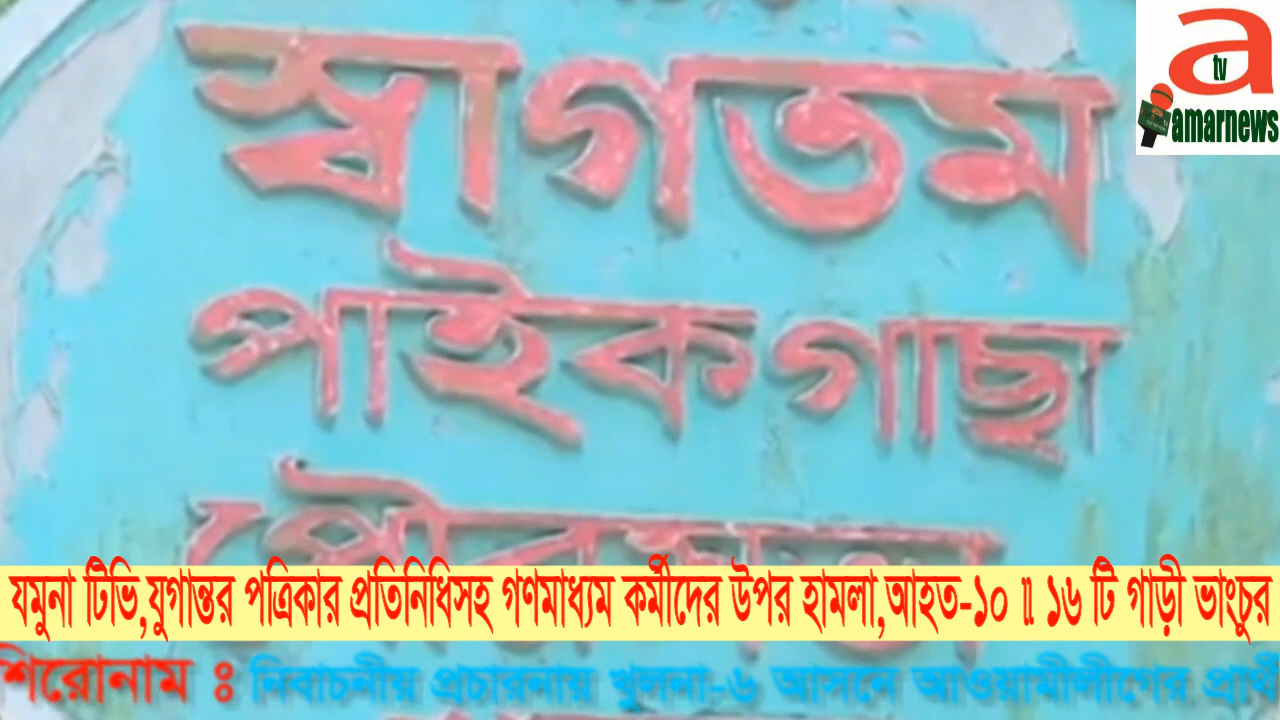 স্বাগতম
a
tv
amarnews
পাইকগাছা
পৌরসভা
যমুনা টিভি,যুগান্তর পত্রিকার প্রতিনিধিসহ গণমাধ্যম কর্মীদের উপর হামলা,আহত-১০ ॥ ১৬ টি গাড়ী ভাংচুর
শিরোনাম ঃ নির্বাচনীয় প্রচারনায় খুলনা-৬ আসনে আওয়ামীলীগের প্রার্থী